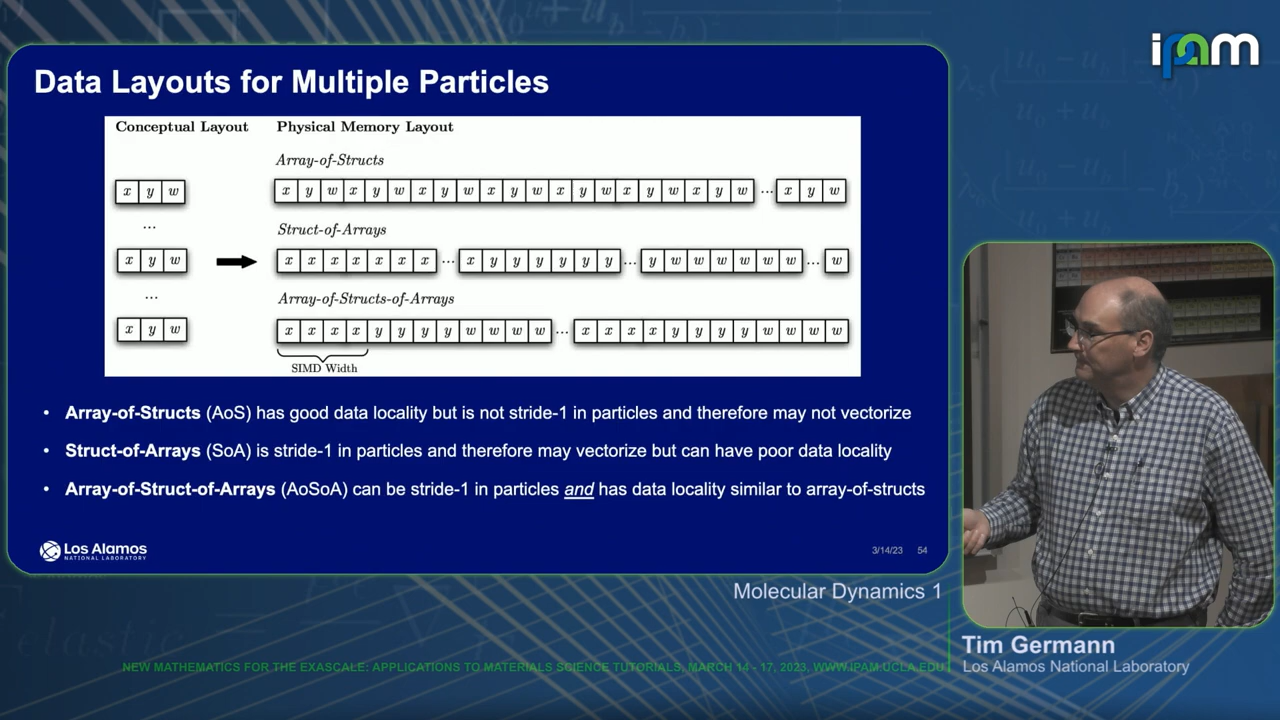 ipam
Data Layouts for Multiple Particles
Conceptual Layout
Physical Memory Layout
Array-of-Structs
x y w
x y w x y w x y w x y w x y w x y w x y w ... x y w
...
Struct-of-Arrays
x y w
x x x x x x x ... x y y y y y y ... y w w w w w w ... w
...
Array-of-Structs-of-Arrays
x y w
x x x x y y y y w w w w ... x x x x y y y y w w w w
SIMD Width
• Array-of-Structs (AoS) has good data locality but is not stride-1 in particles and therefore may not vectorize
• Struct-of-Arrays (SoA) is stride-1 in particles and therefore may vectorize but can have poor data locality
• Array-of-Struct-of-Arrays (AoSoA) can be stride-1 in particles and has data locality similar to array-of-structs
Los Alamos
NATIONAL LABORATORY
3/14/23 54
Molecular Dynamics 1
Tim Germann
Los Alamos National Laboratory
NEW MATHEMATICS FOR THE EXASCALE: APPLICATIONS TO MATERIALS SCIENCE TUTORIALS, MARCH 14 - 17, 2023, WWW.IPAM.UCLA.EDU
elastic